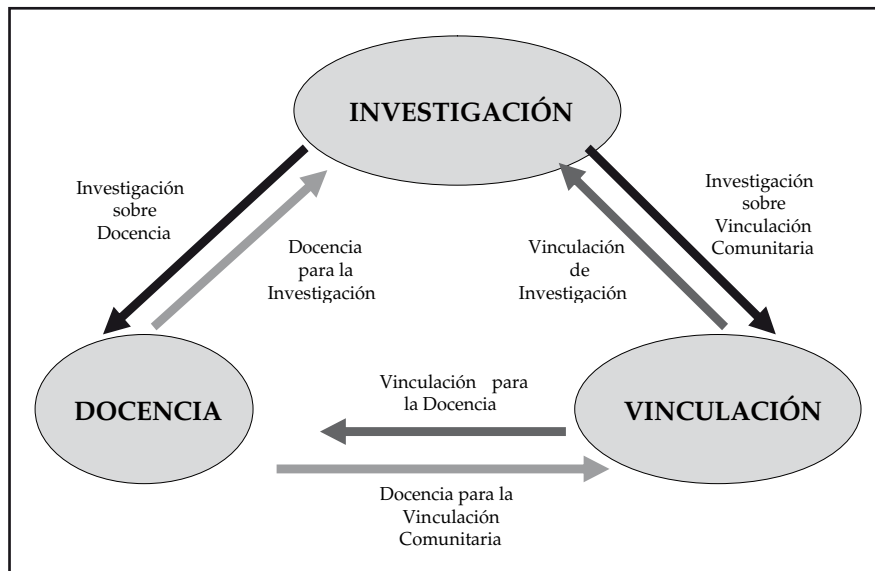 INVESTIGACIÓN
Investigación
sobre
Docencia
Docencia
para la
Investigación
Vinculación
de
Investigación
Investigación
sobre
Vinculación
Comunitaria
DOCENCIA
Vinculación para
la Docencia
VINCULACIÓN
Docencia para la
Vinculación
Comunitaria